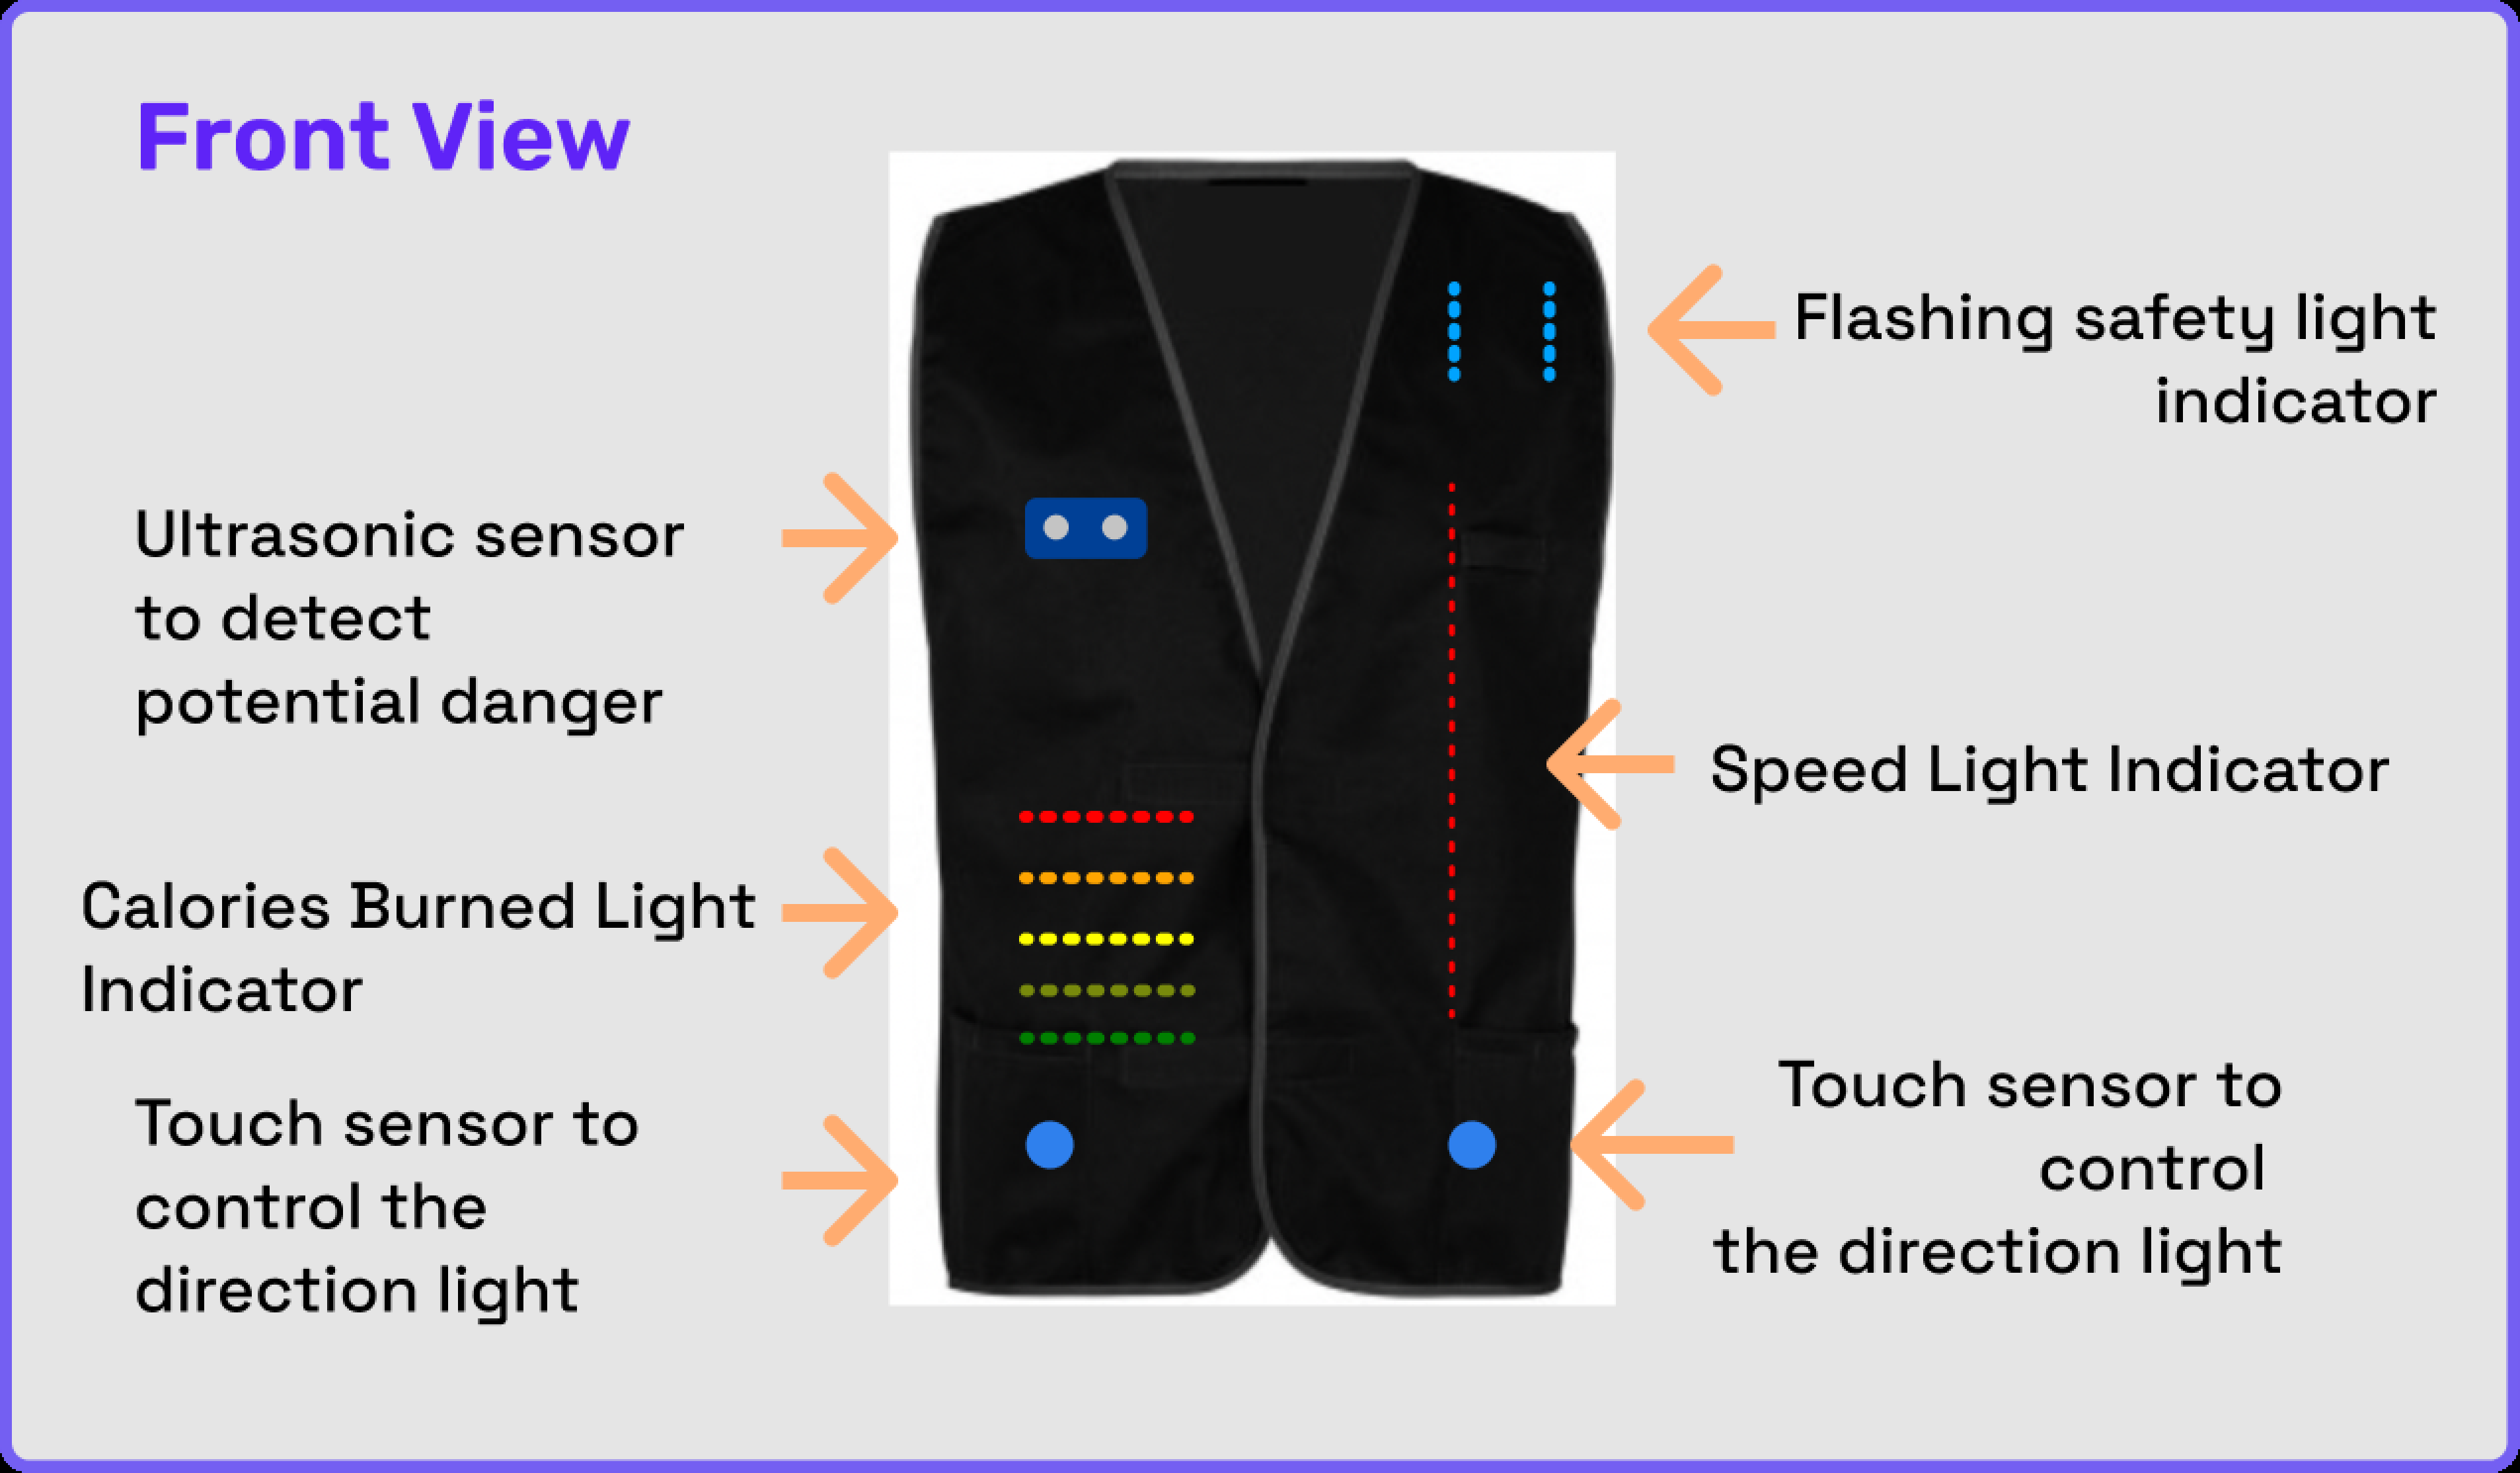 Front View
Flashing safety light
indicator
Ultrasonic sensor
to detect
potential danger
Speed Light Indicator
Calories Burned Light
Indicator
Touch sensor to
control the
direction light
Touch sensor to
control
the direction light